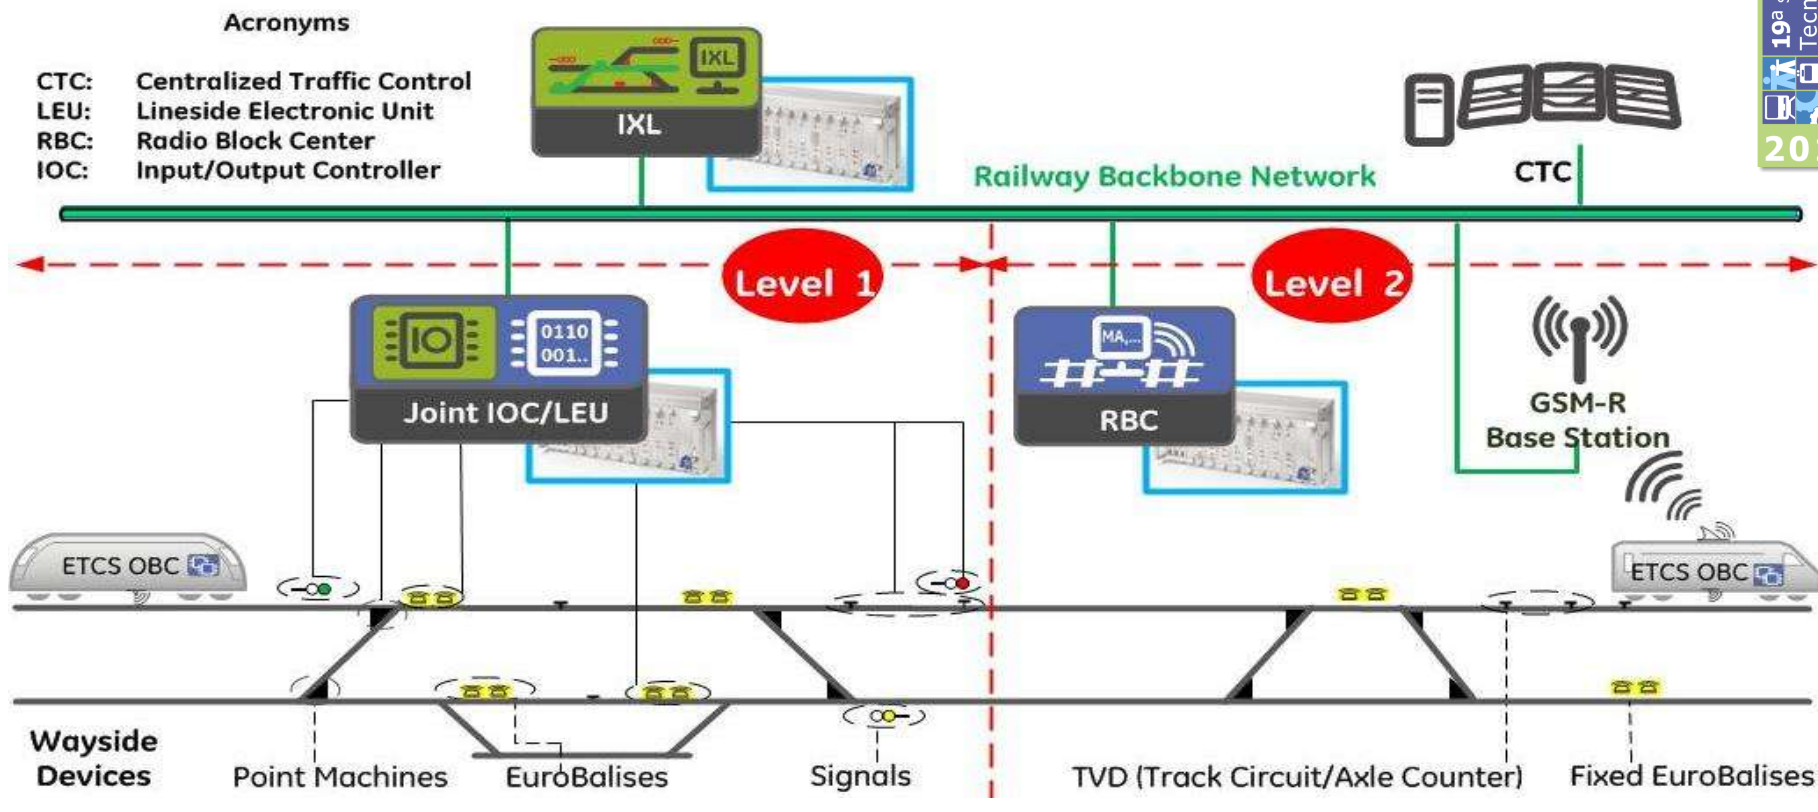 Acronyms
CTC: Centralized Traffic Control
LEU: Lineside Electronic Unit
RBC: Radio Block Center
IOC: Input/Output Controller
IXL
IXL
Railway Backbone Network
CTC
19ª
Level 1
Level 2
IO
0110
001..
Joint IOC/LEU
MA,...
RBC
GSM-R
Base Station
ETCS OBC
ETCS OBC
Wayside
Devices
Point Machines
EuroBalises
Signals
TVD (Track Circuit/Axle Counter)
Fixed EuroBalises